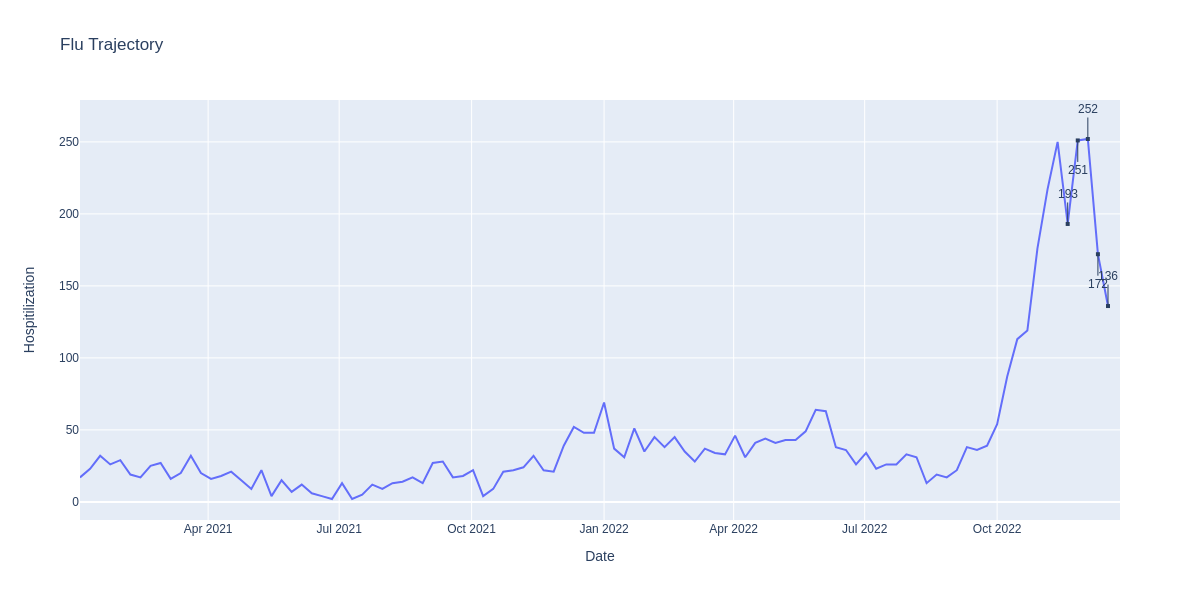 Flu Trajectory
252
250
251
193
200
136
172
150
100
50
0
Hospitilization
Apr 2021
Jul 2021
Oct 2021
Jan 2022
Apr 2022
Jul 2022
Oct 2022
Date